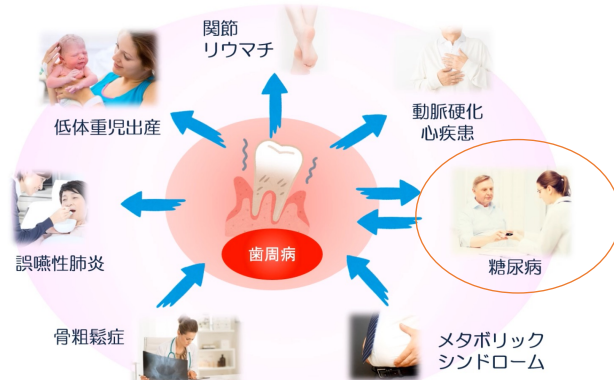 関節
リウマチ
動脈硬化
心疾患
低体重児出産
誤嚥性肺炎
歯周病
糖尿病
骨粗鬆症
メタボリック
シンドローム